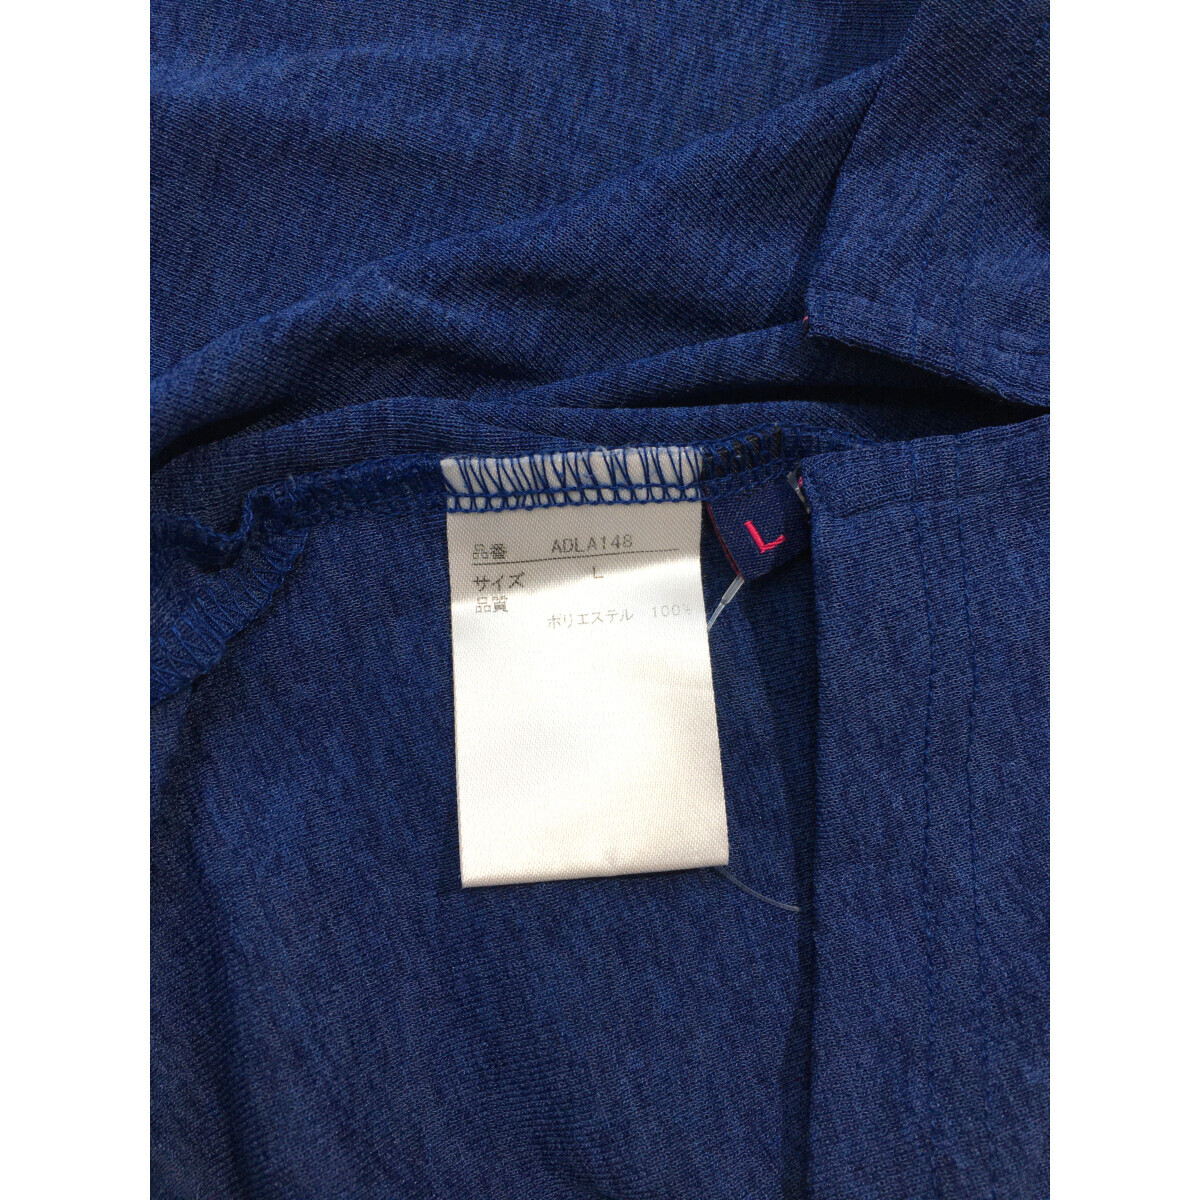 品番 ADLA148
サイズ L
品質
ポリエステル 100%
L